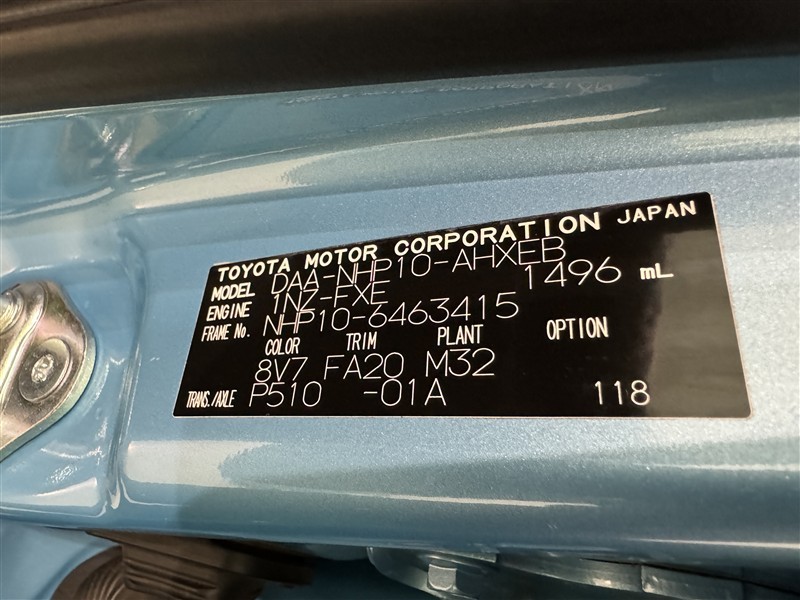 TOYOTA MOTOR CORPORATION JAPAN
MODEL DAA-NHP10-AHXEB
ENGINE 1NZ-FXE 1496 mL
FRAME No. NHP10-6463415
COLOR TRIM PLANT OPTION
8V7 FA20 M32
TRANS./AXLE P510 -01A 118